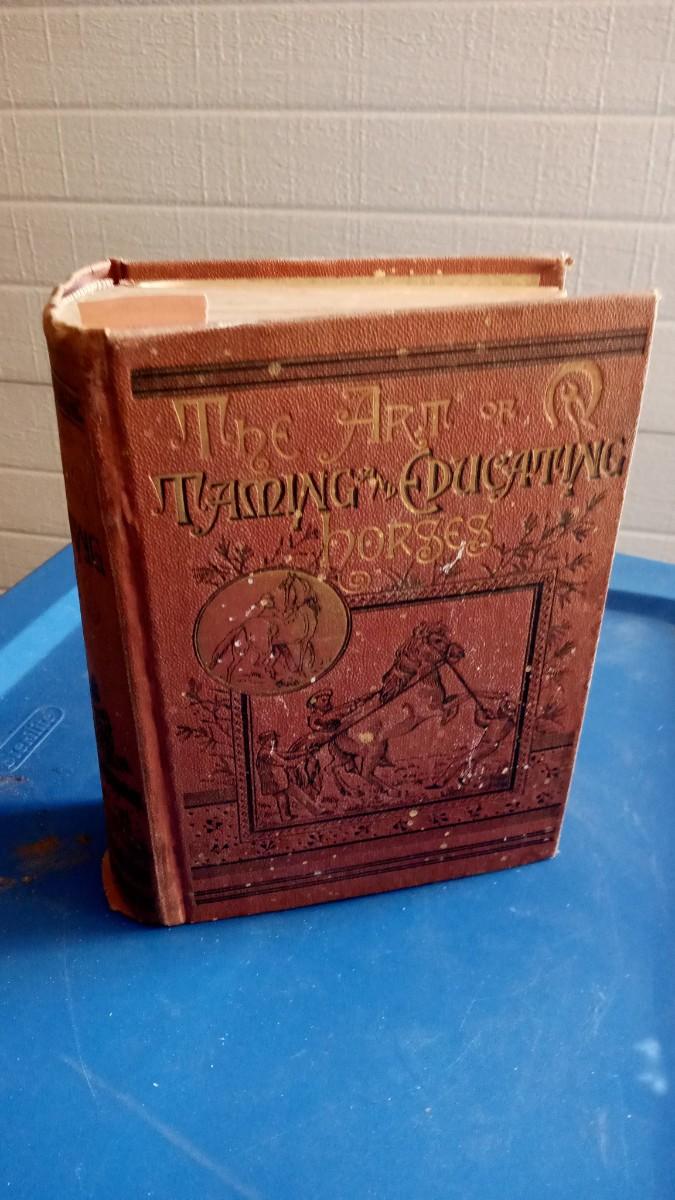 The Art of
Taming and Educating
Horses